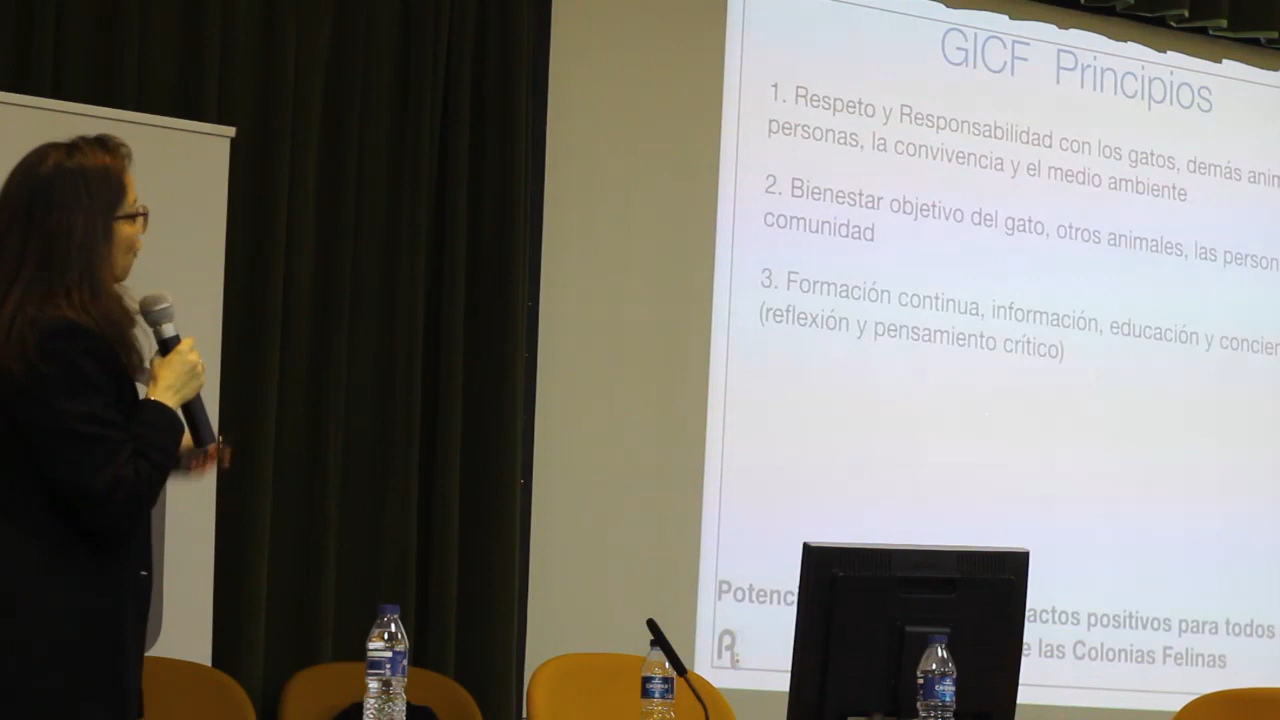 GICF Principios
1. Respeto y Responsabilidad con los gatos, demás anim
personas, la convivencia y el medio ambiente
2. Bienestar objetivo del gato, otros animales, las person
comunidad
3. Formación continua, información, educación y concien
(reflexión y pensamiento crítico)
Potenc actos positivos para todos
e las Colonias Felinas
R